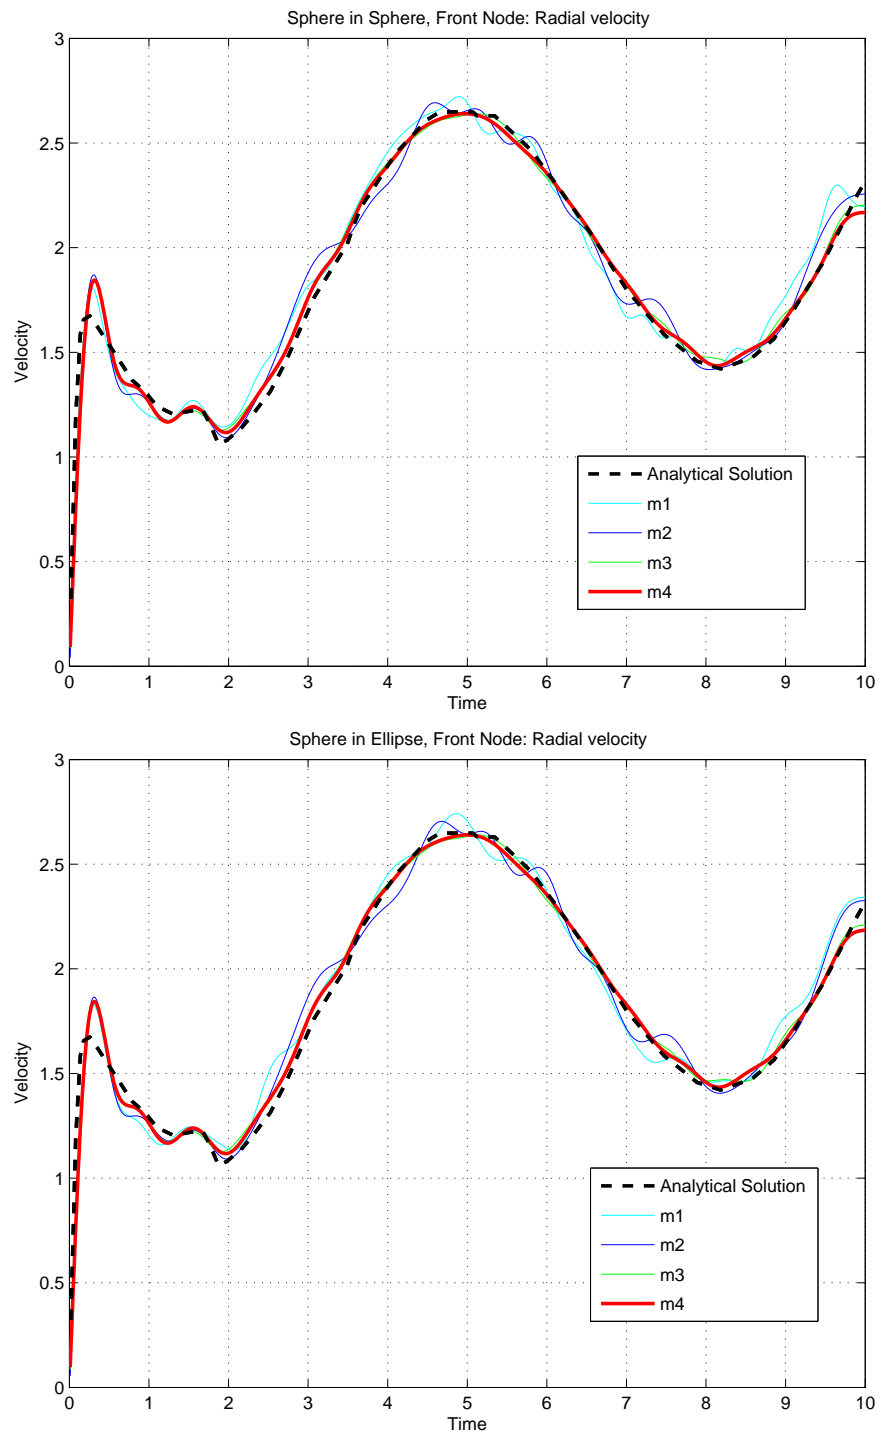 Sphere in Sphere, Front Node: Radial velocity
3
2.5
2
1.5
1
0.5
0
Velocity
Analytical Solution
m1
m2
m3
m4
0 1 2 3 4 5 6 7 8 9 10
Time
Sphere in Ellipse, Front Node: Radial velocity
3
2.5
2
1.5
1
0.5
0
Velocity
Analytical Solution
m1
m2
m3
m4
0 1 2 3 4 5 6 7 8 9 10
Time